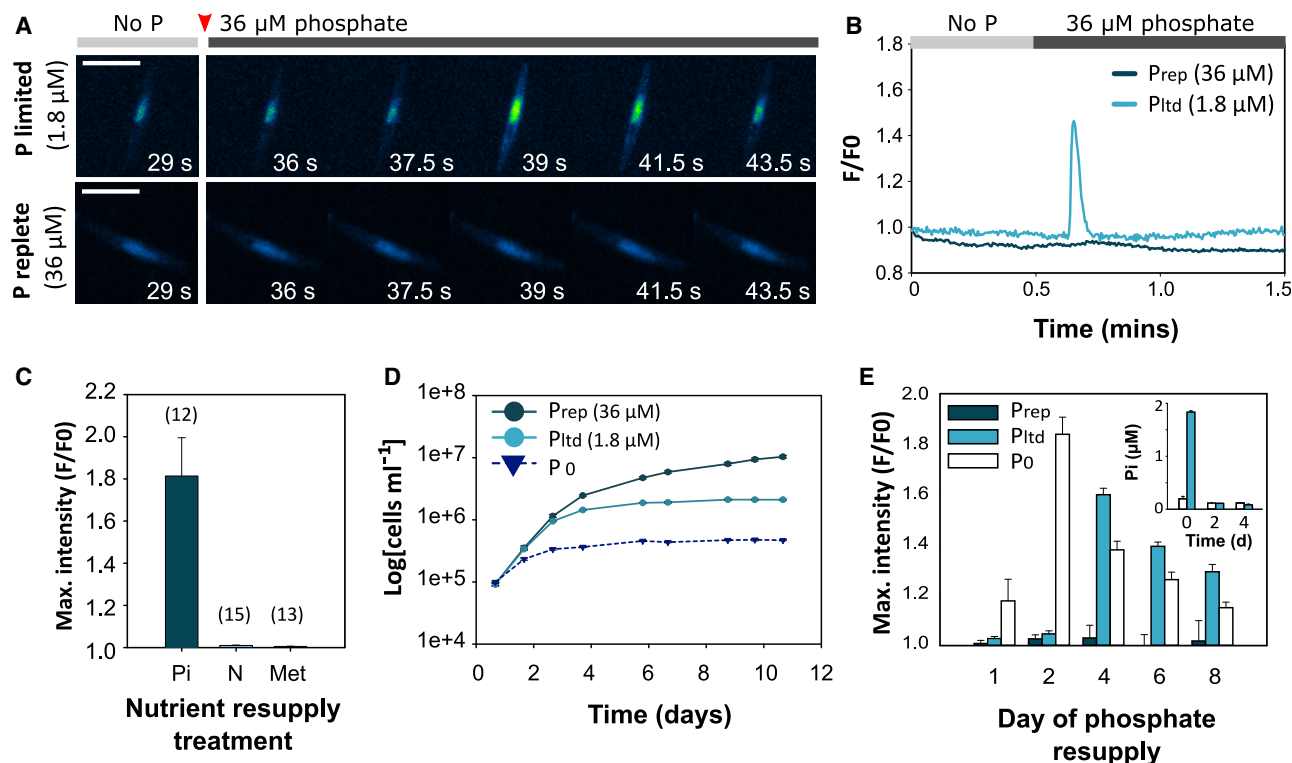 A
No P
36 µM phosphate
P limited
(1.8 µM)
29 s
36 s
37.5 s
39 s
41.5 s
43.5 s
P replete
(36 µM)
29 s
36 s
37.5 s
39 s
41.5 s
43.5 s
B
No P
36 µM phosphate
1.8
1.6
1.4
1.2
1.0
0.8
F/F0
Prep (36 µM)
Pltd (1.8 µM)
0
0.5
1.0
1.5
Time (mins)
C
2.2
2.0
1.8
1.6
1.4
1.2
1.0
Max. intensity (F/F0)
(12)
(15)
(13)
Pi
N
Met
Nutrient resupply
treatment
D
1e+8
1e+7
1e+6
1e+5
1e+4
Log[cells ml⁻¹]
Prep (36 µM)
Pltd (1.8 µM)
P 0
0
2
4
6
8
10
12
Time (days)
E
2.0
1.8
1.6
1.4
1.2
1.0
Max. intensity (F/F0)
Prep
Pltd
P0
2
1
0
Pi (µM)
0
2
4
Time (d)
1
2
4
6
8
Day of phosphate
resupply